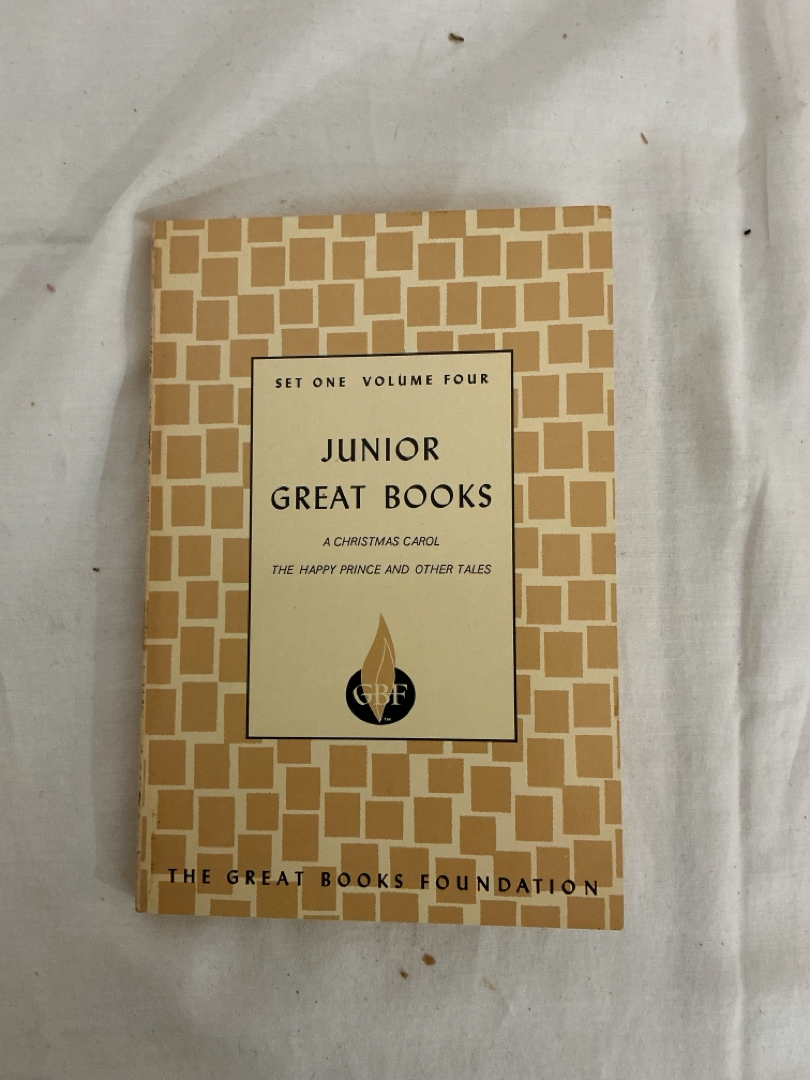 SET ONE VOLUME FOUR
JUNIOR
GREAT BOOKS
A CHRISTMAS CAROL
THE HAPPY PRINCE AND OTHER TALES
GBF
TM
THE GREAT BOOKS FOUNDATION